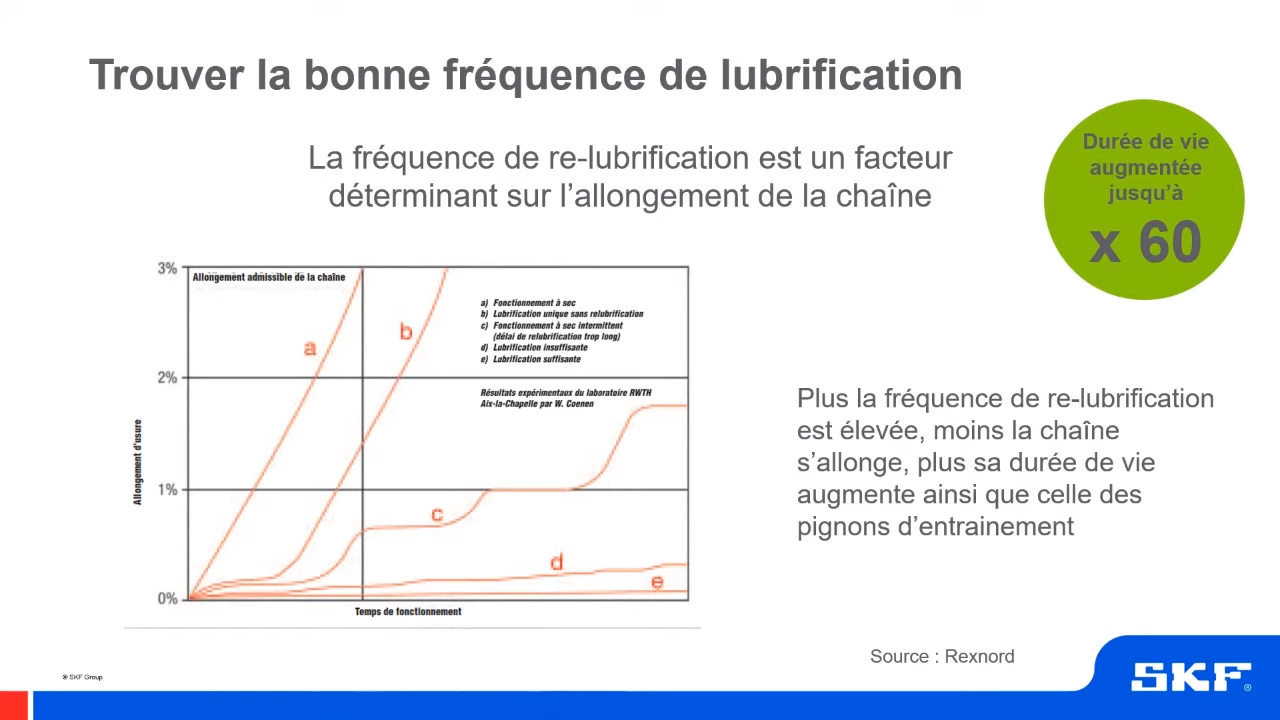 Trouver la bonne fréquence de lubrification
La fréquence de re-lubrification est un facteur
déterminant sur l’allongement de la chaîne
Durée de vie
augmentée
jusqu’à
x 60
3%
2%
1%
0%
Allongement d'usure
Allongement admissible de la chaîne
a
b
c
d
e
a) Fonctionnement à sec
b) Lubrification unique sans relubrification
c) Fonctionnement à sec intermittent
(délai de relubrification trop long)
d) Lubrification insuffisante
e) Lubrification suffisante
Résultats expérimentaux du laboratoire RWTH
Aix-la-Chapelle par W. Coenen
Temps de fonctionnement
Plus la fréquence de re-lubrification
est élevée, moins la chaîne
s’allonge, plus sa durée de vie
augmente ainsi que celle des
pignons d’entrainement
Source : Rexnord
© SKF Group
SKF®